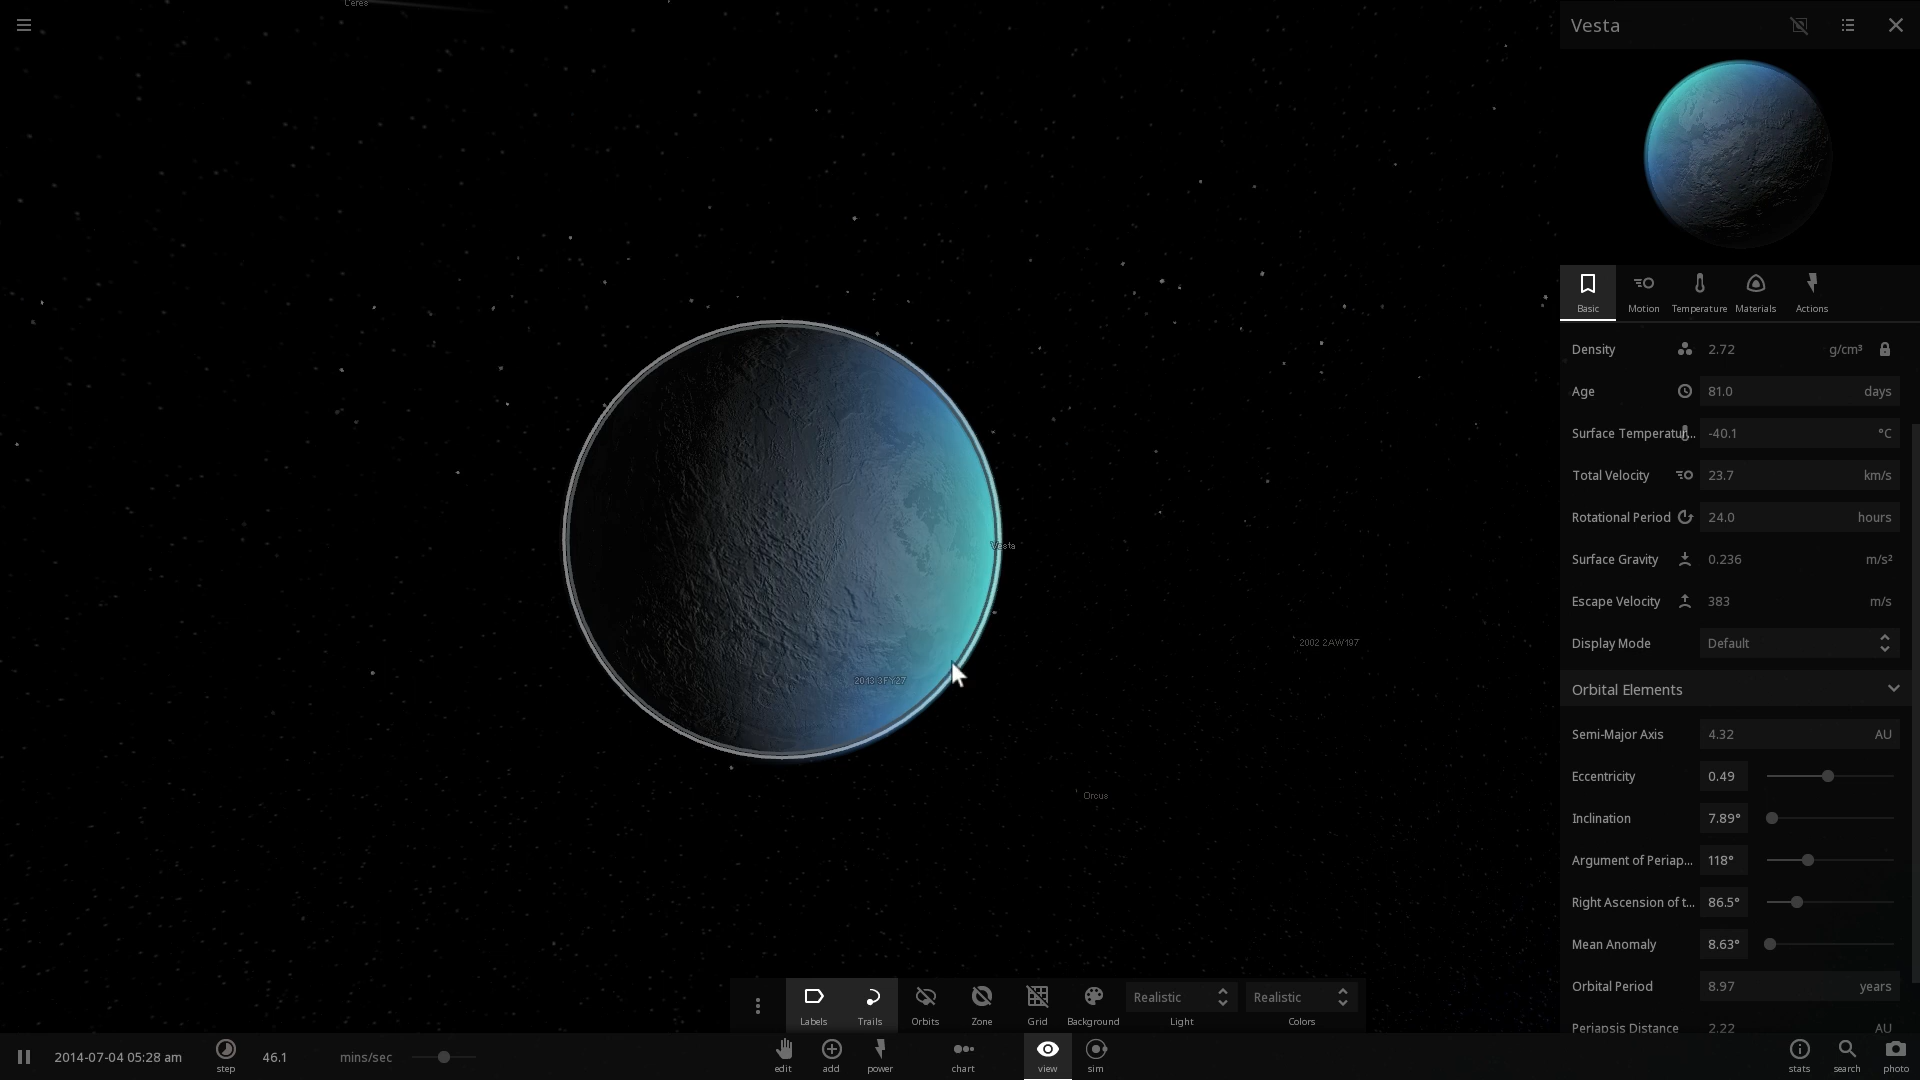 Ceres
Vesta
Basic
Motion
Temperature
Materials
Actions
Density 2.72 g/cm³
Age 81.0 days
Surface Temperatur... -40.1 °C
Total Velocity 23.7 km/s
Rotational Period 24.0 hours
Surface Gravity 0.236 m/s²
Escape Velocity 383 m/s
Display Mode Default
Orbital Elements
Semi-Major Axis 4.32 AU
Eccentricity 0.49
Inclination 7.89°
Argument of Periap... 118°
Right Ascension of t... 86.5°
Mean Anomaly 8.63°
Orbital Period 8.97 years
Periapsis Distance 2.22 AU
Vesta
2002 2AW197
2013 3FY27
Orcus
Labels
Trails
Orbits
Zone
Grid
Background
Realistic
Light
Realistic
Colors
2014-07-04 05:28 am
step
46.1 mins/sec
edit
add
power
chart
view
sim
stats
search
photo